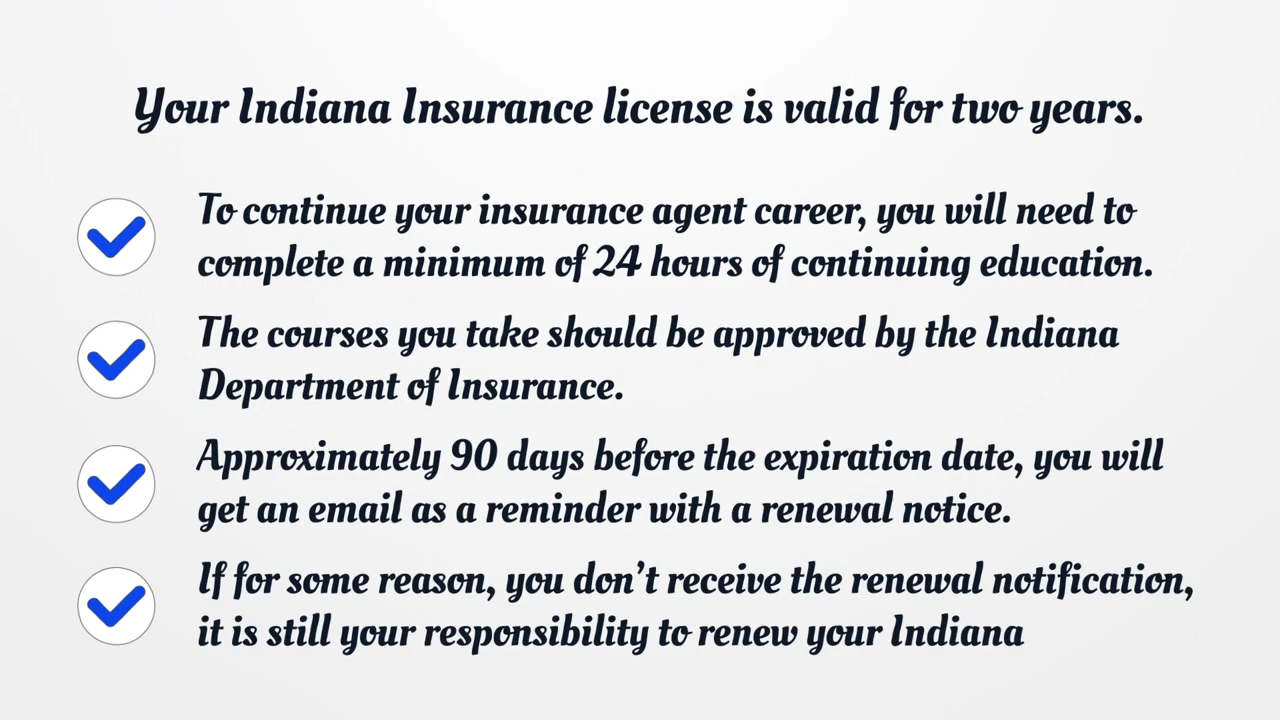 Your Indiana Insurance license is valid for two years.
To continue your insurance agent career, you will need to
complete a minimum of 24 hours of continuing education.
The courses you take should be approved by the Indiana
Department of Insurance.
Approximately 90 days before the expiration date, you will
get an email as a reminder with a renewal notice.
If for some reason, you don’t receive the renewal notification,
it is still your responsibility to renew your Indiana